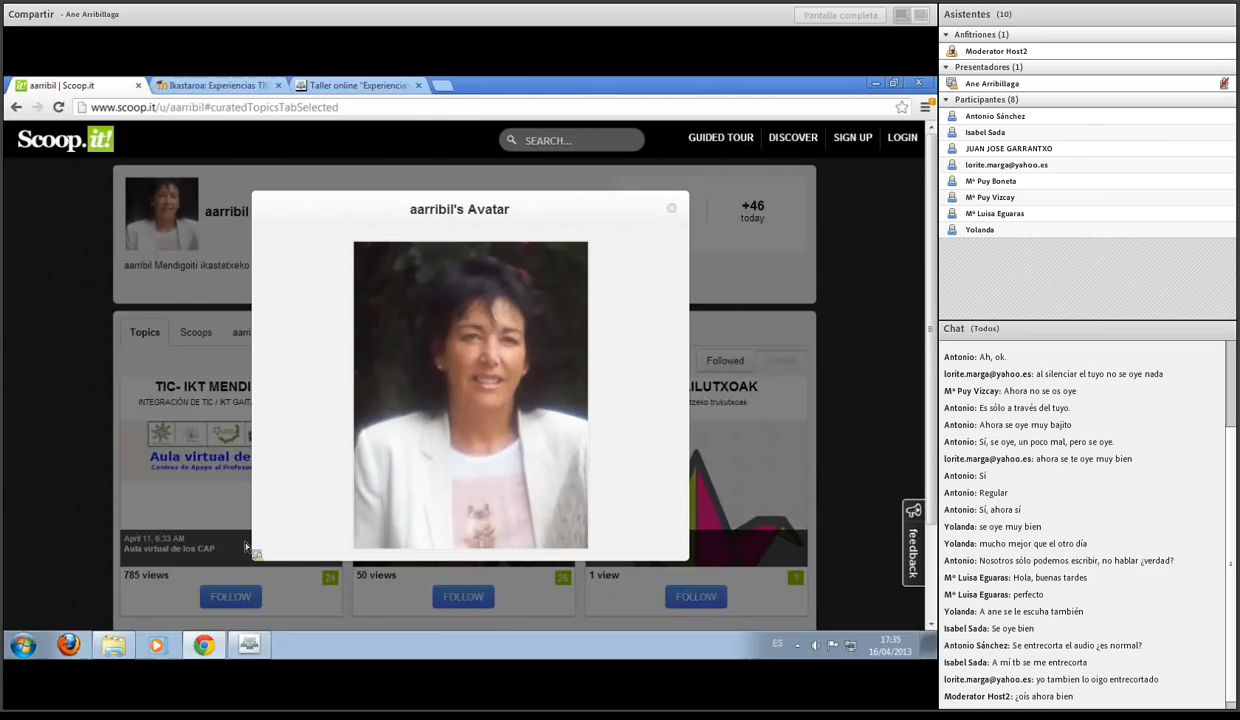 Compartir - Ane Arribillaga
Pantalla completa
aarribil | Scoop.it
Ikastaroa: Experiencias TI
Taller online "Experiencia
www.scoop.it/u/aarribil#curatedTopicsTabSelected
Scoop.it!
SEARCH...
GUIDED TOUR
DISCOVER
SIGN UP
LOGIN
aarribil
+46
today
aarribil Mendigoiti ikastetxeko
aarribil's Avatar
Topics
Scoops
aarri
Followed
TIC- IKT MENDI
INTEGRACIÓN DE TIC / IKT GAIT
Aula virtual de
Centros de Apoyo al Profeso
AILUTXOAK
tzeko trukutxoak
April 11, 6:33 AM
Aula virtual de los CAP
785 views
24
50 views
26
1 view
?
FOLLOW
FOLLOW
FOLLOW
feedback
ES
17:35
16/04/2013
Asistentes (10)
Anfitriones (1)
Moderator Host2
Presentadores (1)
Ane Arribillaga
Participantes (8)
Antonio Sánchez
Isabel Sada
JUAN JOSE GARRANTXO
lorite.marga@yahoo.es
Mª Puy Boneta
Mª Puy Vizcay
Mª Luisa Eguaras
Yolanda
Chat (Todos)
Antonio: Ah, ok.
lorite.marga@yahoo.es: al silenciar el tuyo no se oye nada
Mª Puy Vizcay: Ahora no se os oye
Antonio: Es sólo a través del tuyo.
Antonio: Ahora se oye muy bajito
Antonio: Sí, se oye, un poco mal, pero se oye.
lorite.marga@yahoo.es: ahora se te oye muy bien
Antonio: Sí
Antonio: Regular
Antonio: Sí, ahora sí
Yolanda: se oye muy bien
Yolanda: mucho mejor que el otro día
Antonio: Nosotros sólo podemos escribir, no hablar ¿verdad?
Mª Luisa Eguaras: Hola, buenas tardes
Mª Luisa Eguaras: perfecto
Yolanda: A ane se le escuha también
Isabel Sada: Se oye bien
Antonio Sánchez: Se entrecorta el audio ¿es normal?
Isabel Sada: A mí tb se me entrecorta
lorite.marga@yahoo.es: yo tambien lo oigo entrecortado
Moderator Host2: ¿oís ahora bien